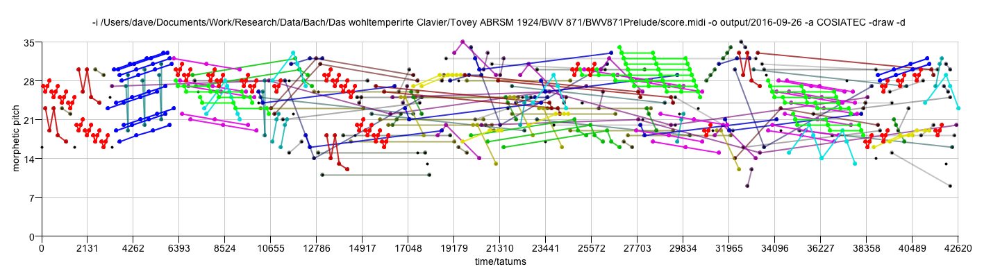 -i /Users/dave/Documents/Work/Research/Data/Bach/Das wohltemperirte Clavier/Tovey ABRSM 1924/BWV 871/BWV871Prelude/score.midi -o output/2016-09-26 -a COSIATEC -draw -d
35
28
21
14
7
0
morphetic pitch
0 2131 4262 6393 8524 10655 12786 14917 17048 19179 21310 23441 25572 27703 29834 31965 34096 36227 38358 40489 42620
time/tatums